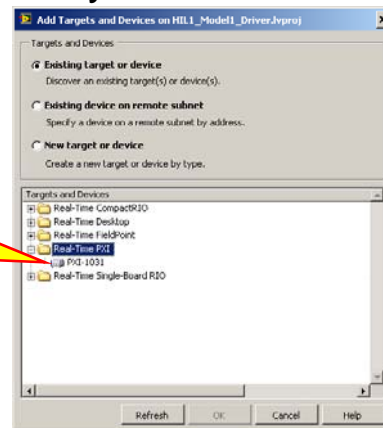 Add Targets and Devices on HIL1_Model1_Driver.lvproj
Targets and Devices
Existing target or device
Discover an existing target(s) or device(s).
Existing device on remote subnet
Specify a device on a remote subnet by address.
New target or device
Create a new target or device by type.
Targets and Devices
Real-Time CompactRIO
Real-Time Desktop
Real-Time FieldPoint
Real-Time PXI
PXI-1031
Real-Time Single-Board RIO
Refresh OK Cancel Help